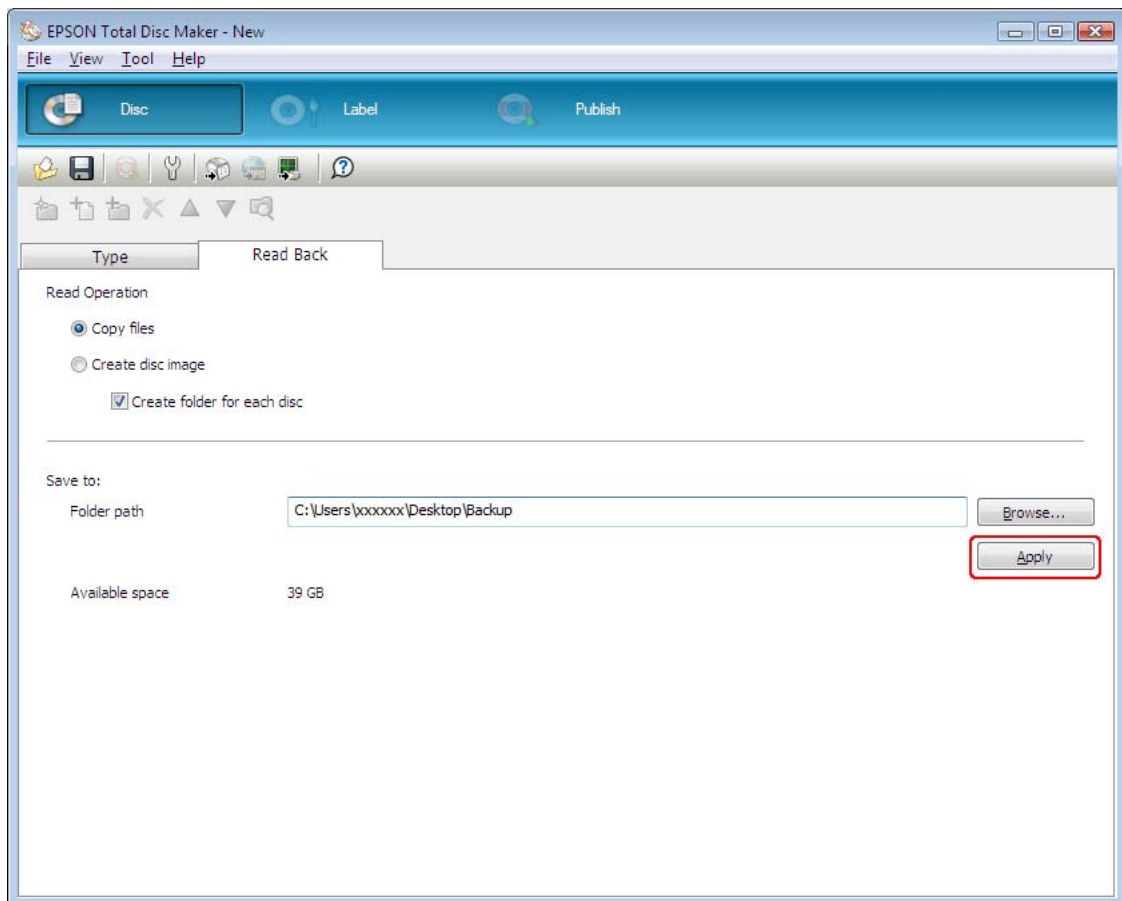 EPSON Total Disc Maker - New
File View Tool Help
Disc Label Publish
Type Read Back
Read Operation
Copy files
Create disc image
Create folder for each disc
Save to:
Folder path C:\Users\xxxxxx\Desktop\Backup Browse...
Apply
Available space 39 GB